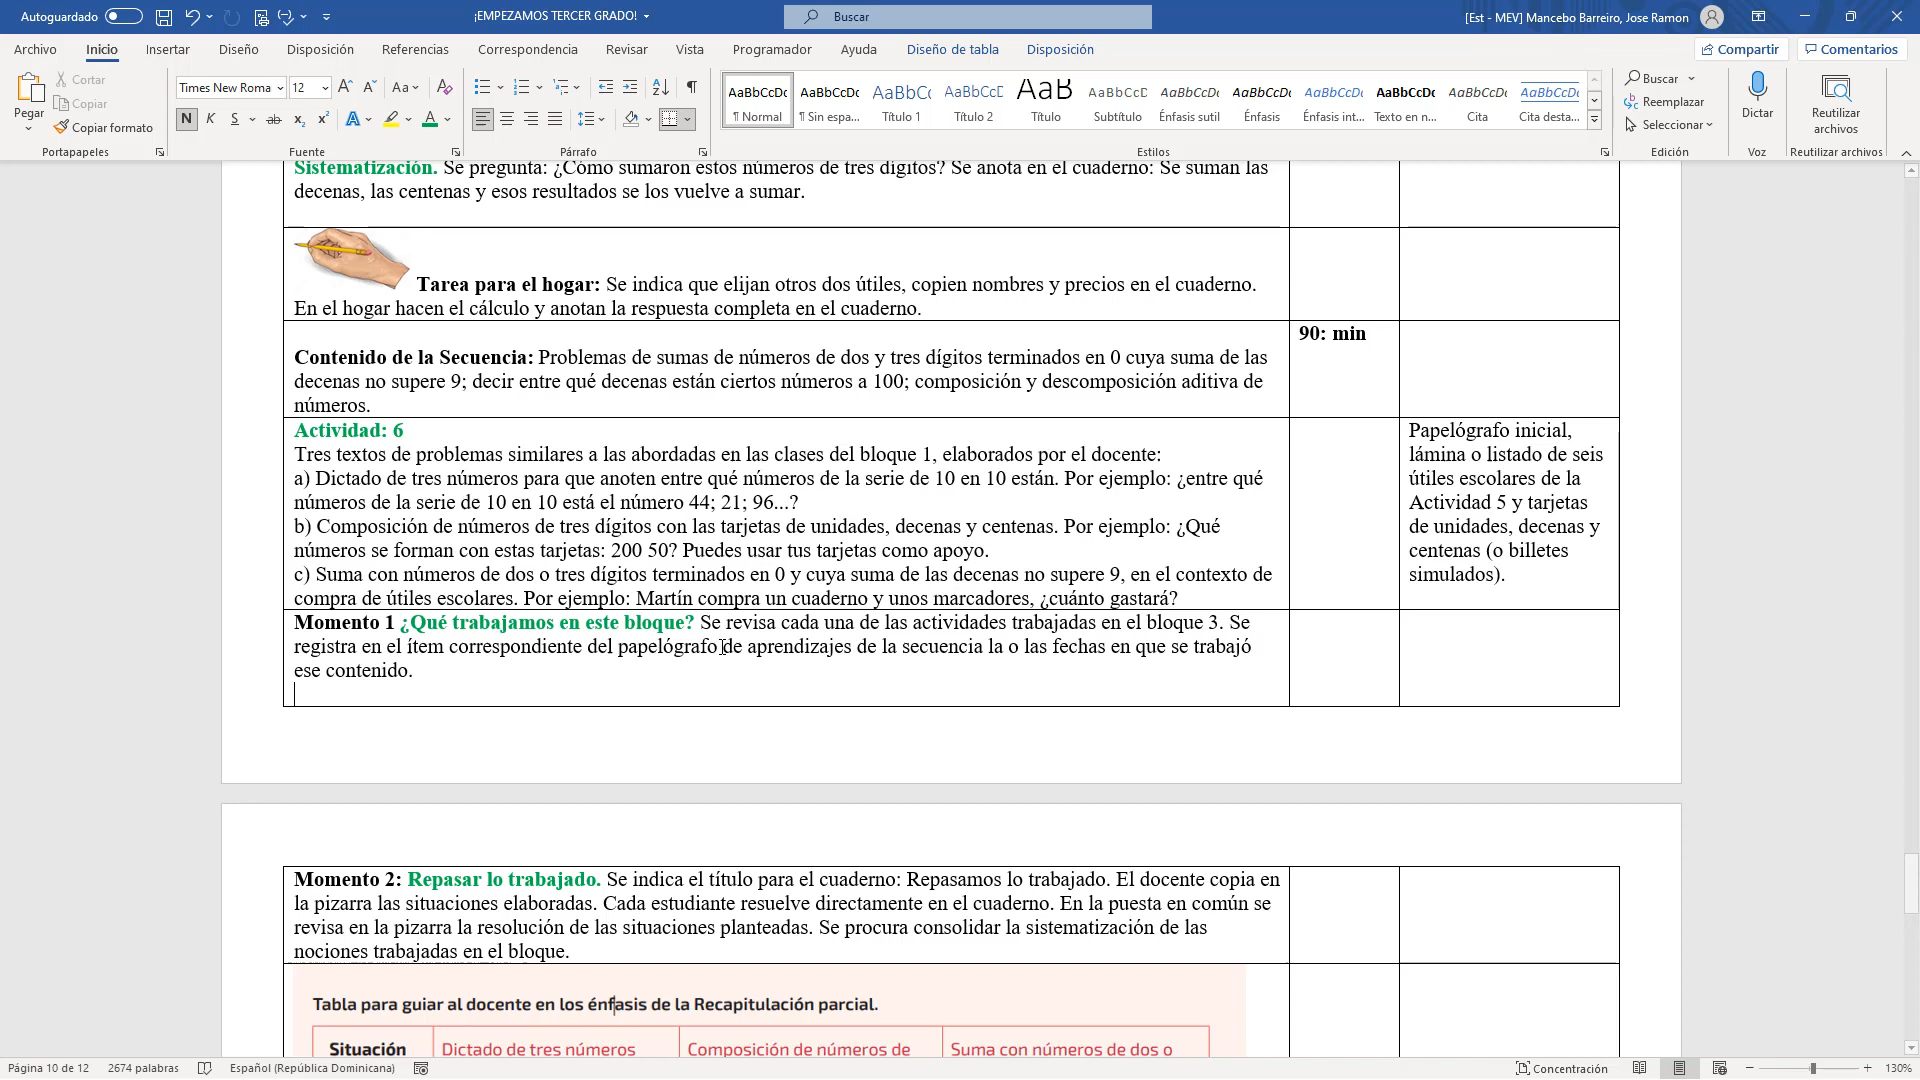 Autoguardado
¡EMPEZAMOS TERCER GRADO!
Buscar
[Est - MEV] Mancebo Barreiro, Jose Ramon
Archivo Inicio Insertar Diseño Disposición Referencias Correspondencia Revisar Vista Programador Ayuda Diseño de tabla Disposición
Compartir Comentarios
Pegar
Cortar
Copiar
Copiar formato
Portapapeles
Times New Roma 12
N K S ab x₂ x² A A
Fuente
Párrafo
AaBbCcDc AaBbCcDc AaBbCc AaBbCcD AaB AaBbCcD AaBbCcDc AaBbCcDc AaBbCcDc AaBbCcDc AaBbCcDc AaBbCcDc
¶ Normal ¶ Sin espa... Título 1 Título 2 Título Subtítulo Énfasis sutil Énfasis Énfasis int... Texto en n... Cita Cita desta...
Estilos
Buscar
Reemplazar
Seleccionar
Edición
Dictar
Voz
Reutilizar archivos
Reutilizar archivos
Sistematización. Se pregunta: ¿Cómo sumaron estos números de tres dígitos? Se anota en el cuaderno: Se suman las
decenas, las centenas y esos resultados se los vuelve a sumar.
Tarea para el hogar: Se indica que elijan otros dos útiles, copien nombres y precios en el cuaderno.
En el hogar hacen el cálculo y anotan la respuesta completa en el cuaderno.
90: min
Contenido de la Secuencia: Problemas de sumas de números de dos y tres dígitos terminados en 0 cuya suma de las
decenas no supere 9; decir entre qué decenas están ciertos números a 100; composición y descomposición aditiva de
números.
Actividad: 6
Tres textos de problemas similares a las abordadas en las clases del bloque 1, elaborados por el docente:
a) Dictado de tres números para que anoten entre qué números de la serie de 10 en 10 están. Por ejemplo: ¿entre qué
números de la serie de 10 en 10 está el número 44; 21; 96...?
b) Composición de números de tres dígitos con las tarjetas de unidades, decenas y centenas. Por ejemplo: ¿Qué
números se forman con estas tarjetas: 200 50? Puedes usar tus tarjetas como apoyo.
c) Suma con números de dos o tres dígitos terminados en 0 y cuya suma de las decenas no supere 9, en el contexto de
compra de útiles escolares. Por ejemplo: Martín compra un cuaderno y unos marcadores, ¿cuánto gastará?
Papelógrafo inicial,
lámina o listado de seis
útiles escolares de la
Actividad 5 y tarjetas
de unidades, decenas y
centenas (o billetes
simulados).
Momento 1 ¿Qué trabajamos en este bloque? Se revisa cada una de las actividades trabajadas en el bloque 3. Se
registra en el ítem correspondiente del papelógrafo de aprendizajes de la secuencia la o las fechas en que se trabajó
ese contenido.
Momento 2: Repasar lo trabajado. Se indica el título para el cuaderno: Repasamos lo trabajado. El docente copia en
la pizarra las situaciones elaboradas. Cada estudiante resuelve directamente en el cuaderno. En la puesta en común se
revisa en la pizarra la resolución de las situaciones planteadas. Se procura consolidar la sistematización de las
nociones trabajadas en el bloque.
Tabla para guiar al docente en los énfasis de la Recapitulación parcial.
Situación Dictado de tres números Composición de números de Suma con números de dos o
Página 10 de 12 2674 palabras Español (República Dominicana) Concentración 130%